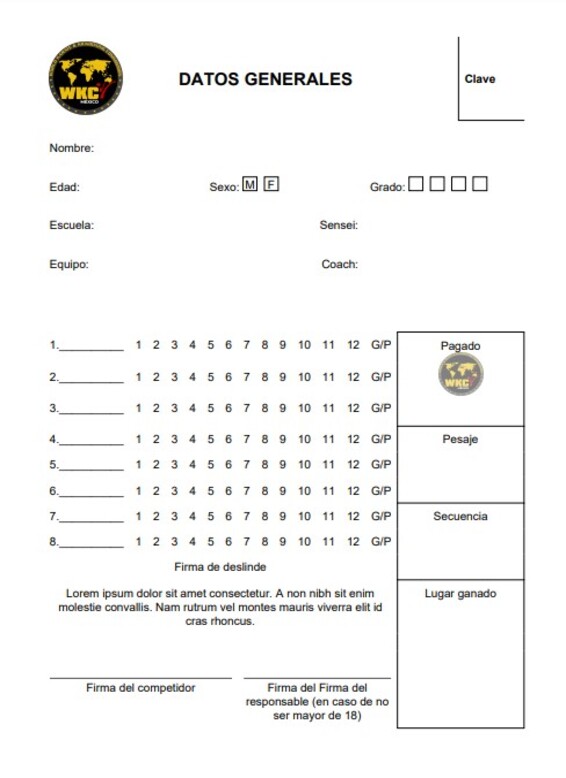 WKC
MÉXICO
DATOS GENERALES
Clave
Nombre:
Edad: Sexo: M F Grado:
Escuela: Sensei:
Equipo: Coach:
1.__________ 1 2 3 4 5 6 7 8 9 10 11 12 G/P
2.__________ 1 2 3 4 5 6 7 8 9 10 11 12 G/P
3.__________ 1 2 3 4 5 6 7 8 9 10 11 12 G/P
4.__________ 1 2 3 4 5 6 7 8 9 10 11 12 G/P
5.__________ 1 2 3 4 5 6 7 8 9 10 11 12 G/P
6.__________ 1 2 3 4 5 6 7 8 9 10 11 12 G/P
7.__________ 1 2 3 4 5 6 7 8 9 10 11 12 G/P
8.__________ 1 2 3 4 5 6 7 8 9 10 11 12 G/P
Pagado
WKC
Pesaje
Secuencia
Lugar ganado
Firma de deslinde
Lorem ipsum dolor sit amet consectetur. A non nibh sit enim
molestie convallis. Nam rutrum vel montes mauris viverra elit id
cras rhoncus.
Firma del competidor
Firma del Firma del
responsable (en caso de no
ser mayor de 18)